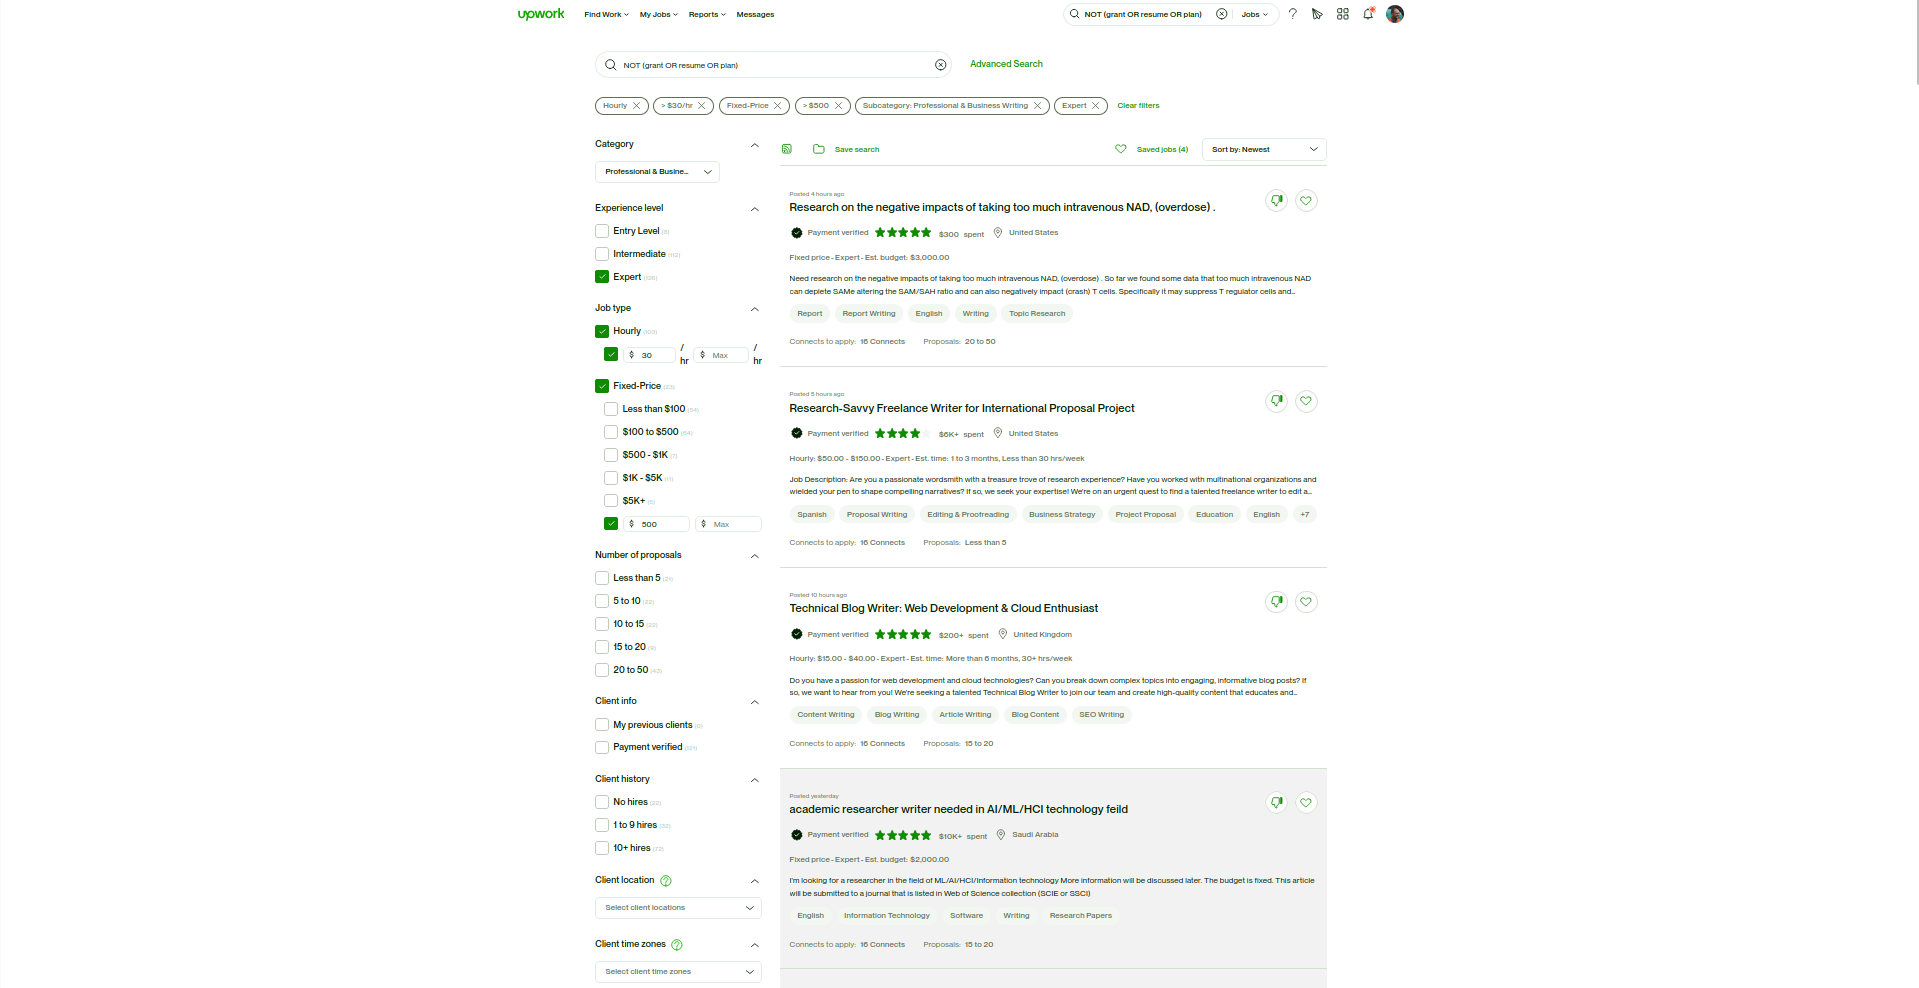 upwork Find Work My Jobs Reports Messages NOT (grant OR resume OR plan) Jobs
NOT (grant OR resume OR plan) Advanced Search
Hourly > $30/hr Fixed-Price > $500 Subcategory: Professional & Business Writing Expert Clear filters
Category
Professional & Busine...
Experience level
Entry Level
Intermediate
Expert
Job type
Hourly
$ 30 /hr $ Max /hr
Fixed-Price
Less than $100
$100 to $500
$500 - $1K
$1K - $5K
$5K+
$ 500 $ Max
Number of proposals
Less than 5
5 to 10
10 to 15
15 to 20
20 to 50
Client info
My previous clients
Payment verified
Client history
No hires
1 to 9 hires
10+ hires
Client location
Select client locations
Client time zones
Select client time zones
Save search Saved jobs (4) Sort by: Newest
Posted 4 hours ago
Research on the negative impacts of taking too much intravenous NAD, (overdose) .
Payment verified $300 spent United States
Fixed price - Expert - Est. budget: $3,000.00
Need research on the negative impacts of taking too much intravenous NAD, (overdose) . So far we found some data that too much intravenous NAD
can deplete SAMe altering the SAM/SAH ratio and can also negatively impact (crash) T cells. Specifically it may suppress T regulator cells and...
Report Report Writing English Writing Topic Research
Connects to apply: 16 Connects Proposals: 20 to 50
Posted 5 hours ago
Research-Savvy Freelance Writer for International Proposal Project
Payment verified $6K+ spent United States
Hourly: $50.00 - $150.00 - Expert - Est. time: 1 to 3 months, Less than 30 hrs/week
Job Description: Are you a passionate wordsmith with a treasure trove of research experience? Have you worked with multinational organizations and
wielded your pen to shape compelling narratives? If so, we seek your expertise! We're on an urgent quest to find a talented freelance writer to edit a...
Spanish Proposal Writing Editing & Proofreading Business Strategy Project Proposal Education English +7
Connects to apply: 16 Connects Proposals: Less than 5
Posted 10 hours ago
Technical Blog Writer: Web Development & Cloud Enthusiast
Payment verified $200+ spent United Kingdom
Hourly: $15.00 - $40.00 - Expert - Est. time: More than 6 months, 30+ hrs/week
Do you have a passion for web development and cloud technologies? Can you break down complex topics into engaging, informative blog posts? If
so, we want to hear from you! We're seeking a talented Technical Blog Writer to join our team and create high-quality content that educates and...
Content Writing Blog Writing Article Writing Blog Content SEO Writing
Connects to apply: 16 Connects Proposals: 15 to 20
Posted yesterday
academic researcher writer needed in AI/ML/HCI technology feild
Payment verified $10K+ spent Saudi Arabia
Fixed price - Expert - Est. budget: $2,000.00
I'm looking for a researcher in the field of ML/AI/HCI/Information technology More information will be discussed later. The budget is fixed. This article
will be submitted to a journal that is listed in Web of Science collection (SCIE or SSCI)
English Information Technology Software Writing Research Papers
Connects to apply: 16 Connects Proposals: 15 to 20